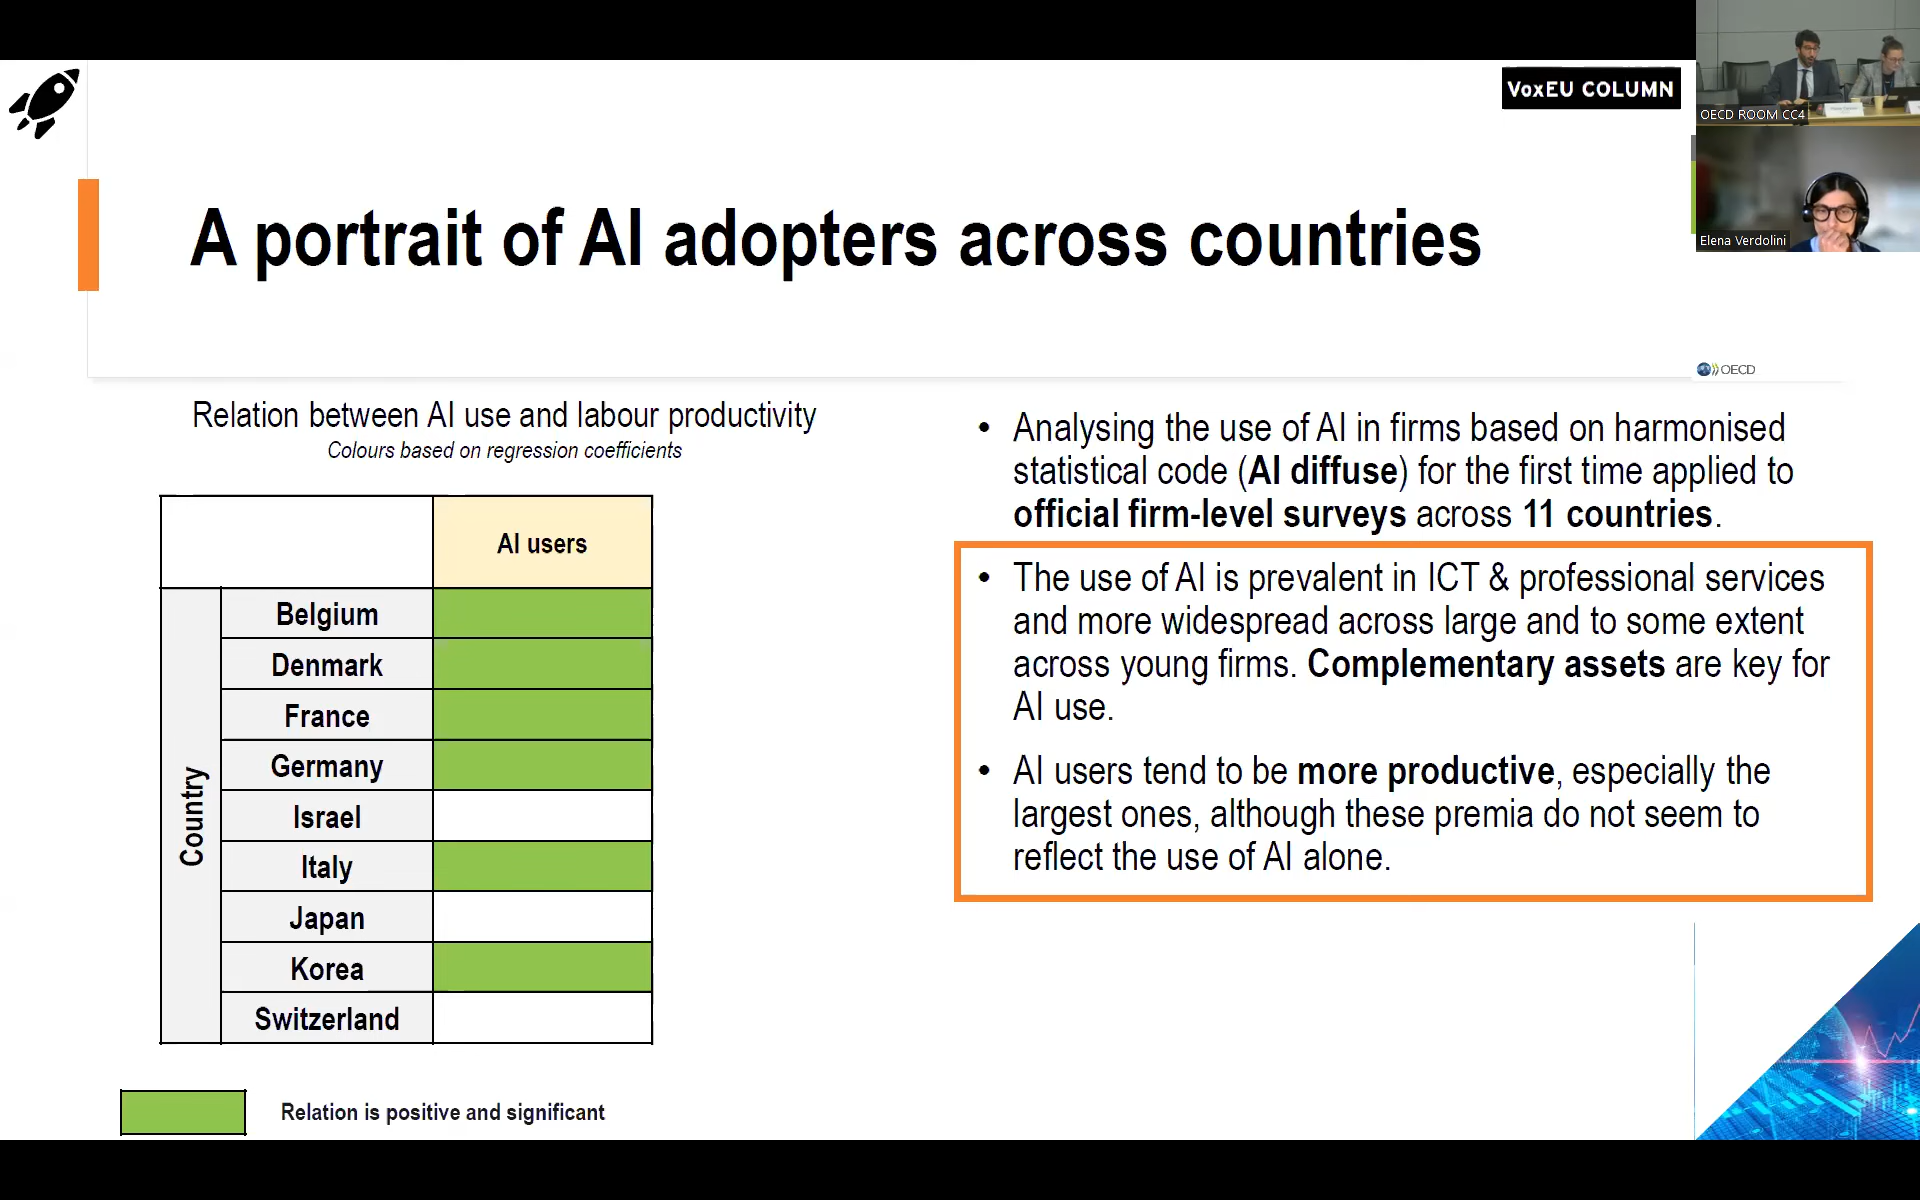 VoxEU COLUMN
OECD ROOM CC4
Elena Verdolini
A portrait of AI adopters across countries
OECD
Relation between AI use and labour productivity
Colours based on regression coefficients
AI users
Country
Belgium
Denmark
France
Germany
Israel
Italy
Japan
Korea
Switzerland
Relation is positive and significant
• Analysing the use of AI in firms based on harmonised
statistical code (AI diffuse) for the first time applied to
official firm-level surveys across 11 countries.
• The use of AI is prevalent in ICT & professional services
and more widespread across large and to some extent
across young firms. Complementary assets are key for
AI use.
• AI users tend to be more productive, especially the
largest ones, although these premia do not seem to
reflect the use of AI alone.